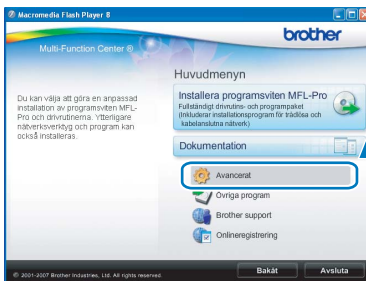 Macromedia Flash Player 8
brother
Multi-Function Center ®
Huvudmenyn
Du kan välja att göra en anpassad
installation av programsviten MFL-
Pro och drivrutinerna. Ytterligare
nätverksverktyg och program kan
också installeras.
Installera programsviten MFL-Pro
Fullständigt drivrutins- och programpaket
(Inkluderar installationsprogram för trådlösa och
kabelanslutna nätverk)
Dokumentation
Avancerat
Övriga program
Brother support
Onlineregistrering
© 2001-2007 Brother Industries, Ltd. All rights reserved.
Bakåt
Avsluta